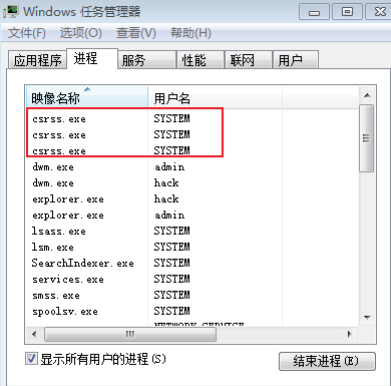 Windows 任务管理器
文件(F) 选项(O) 查看(V) 帮助(H)
应用程序 进程 服务 性能 联网 用户
映像名称 用户名
csrss.exe SYSTEM
csrss.exe SYSTEM
csrss.exe SYSTEM
dwm.exe admin
dwm.exe hack
explorer.exe hack
explorer.exe admin
lsass.exe SYSTEM
lsm.exe SYSTEM
SearchIndexer.exe SYSTEM
services.exe SYSTEM
smss.exe SYSTEM
spoolsv.exe SYSTEM
NETWORK SERVICE
显示所有用户的进程(S) 结束进程(E)